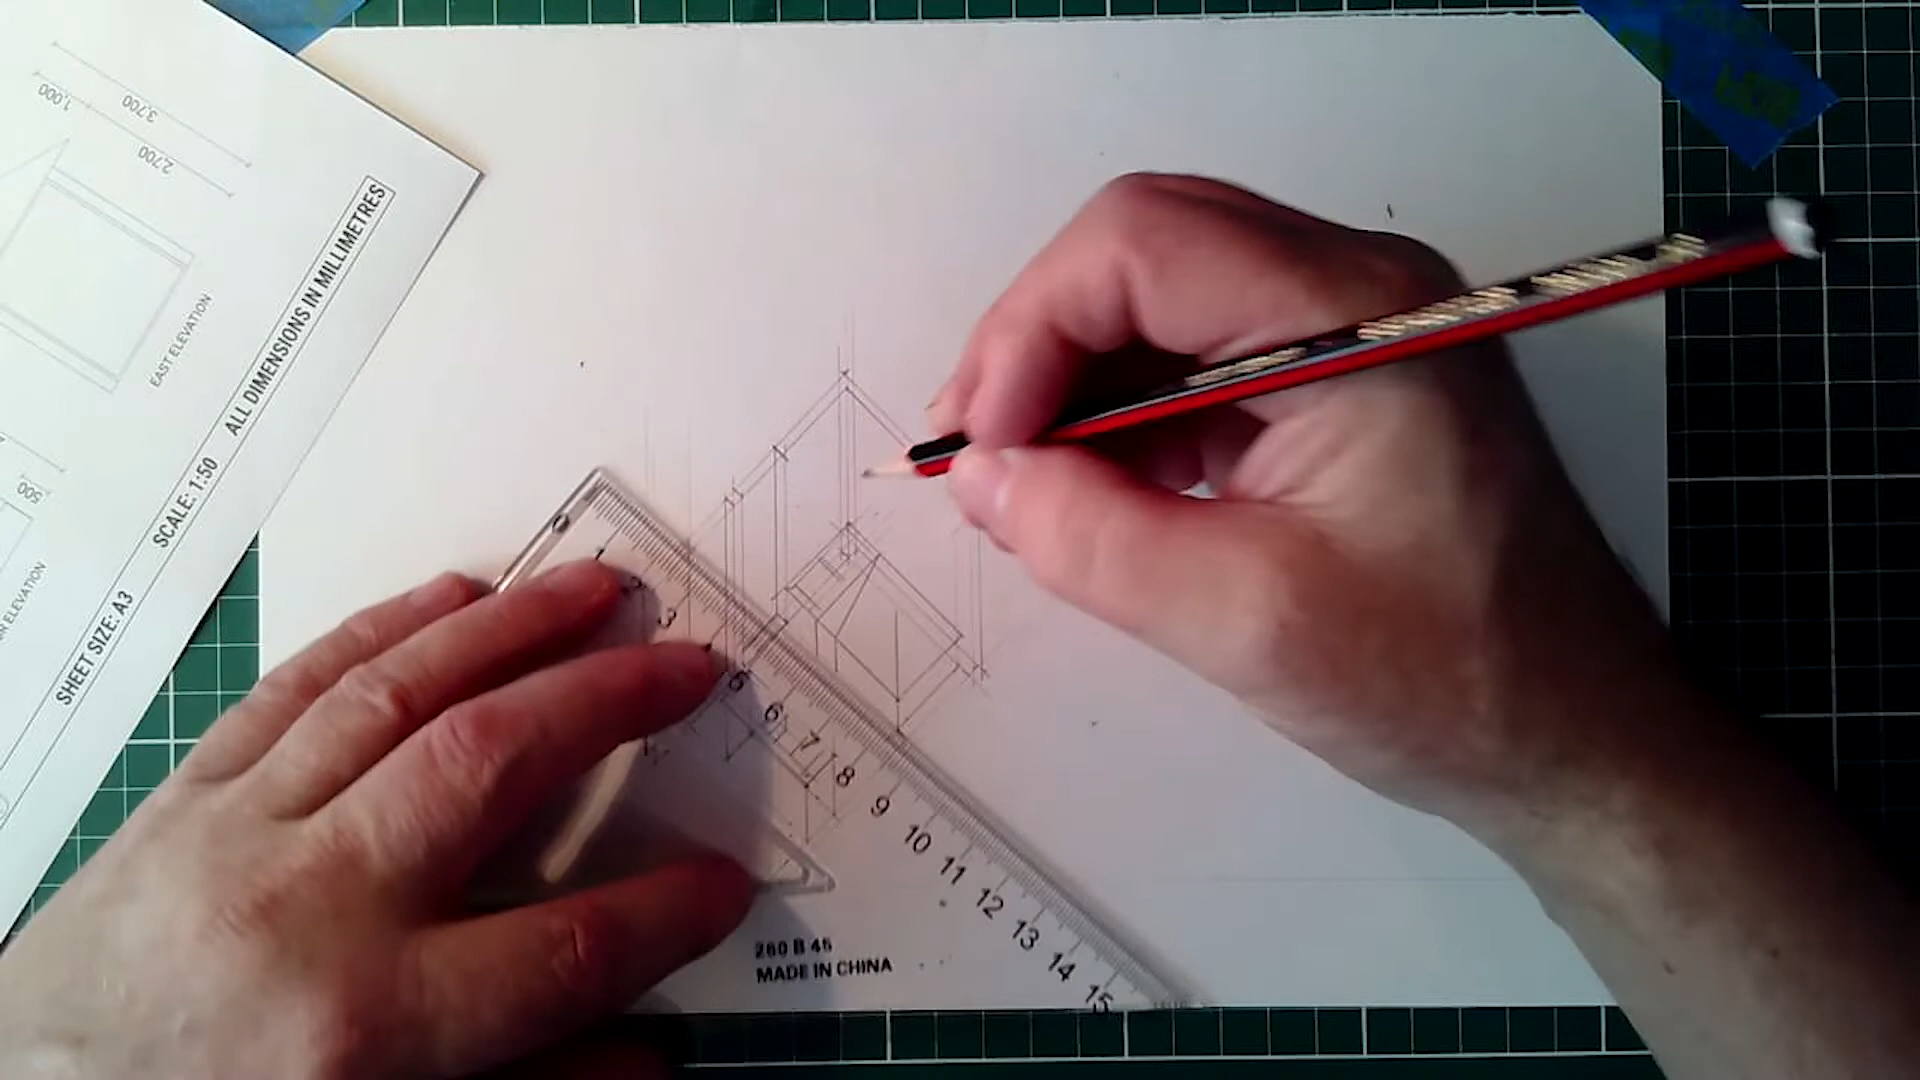 1,000
3,700
2,700
EAST ELEVATION
500
ELEVATION
SHEET SIZE: A3 SCALE: 1:50 ALL DIMENSIONS IN MILLIMETRES
1 2 3 5 6 7 8 9 10 11 12 13 14 15
260 B 45
MADE IN CHINA